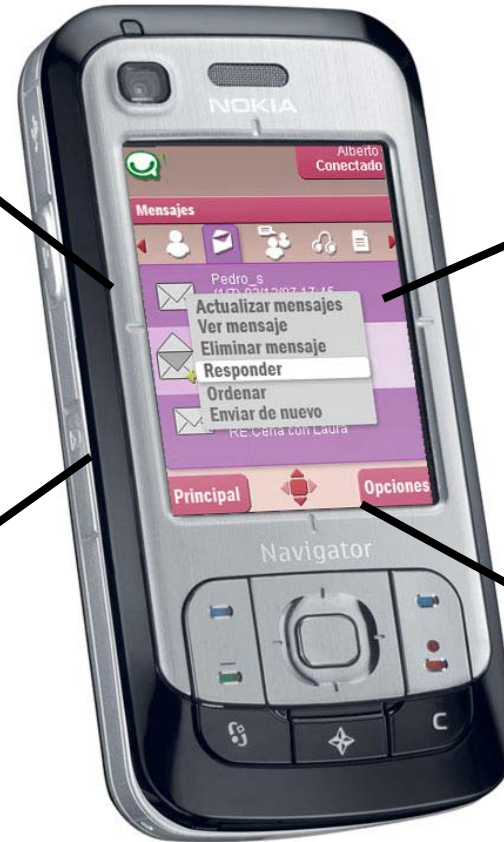 NOKIA
Alberto
Conectado
Mensajes
Pedro_s
Actualizar mensajes
Ver mensaje
Eliminar mensaje
Responder
Ordenar
Enviar de nuevo
RE:Cena con Laura
Principal
Opciones
Navigator
C